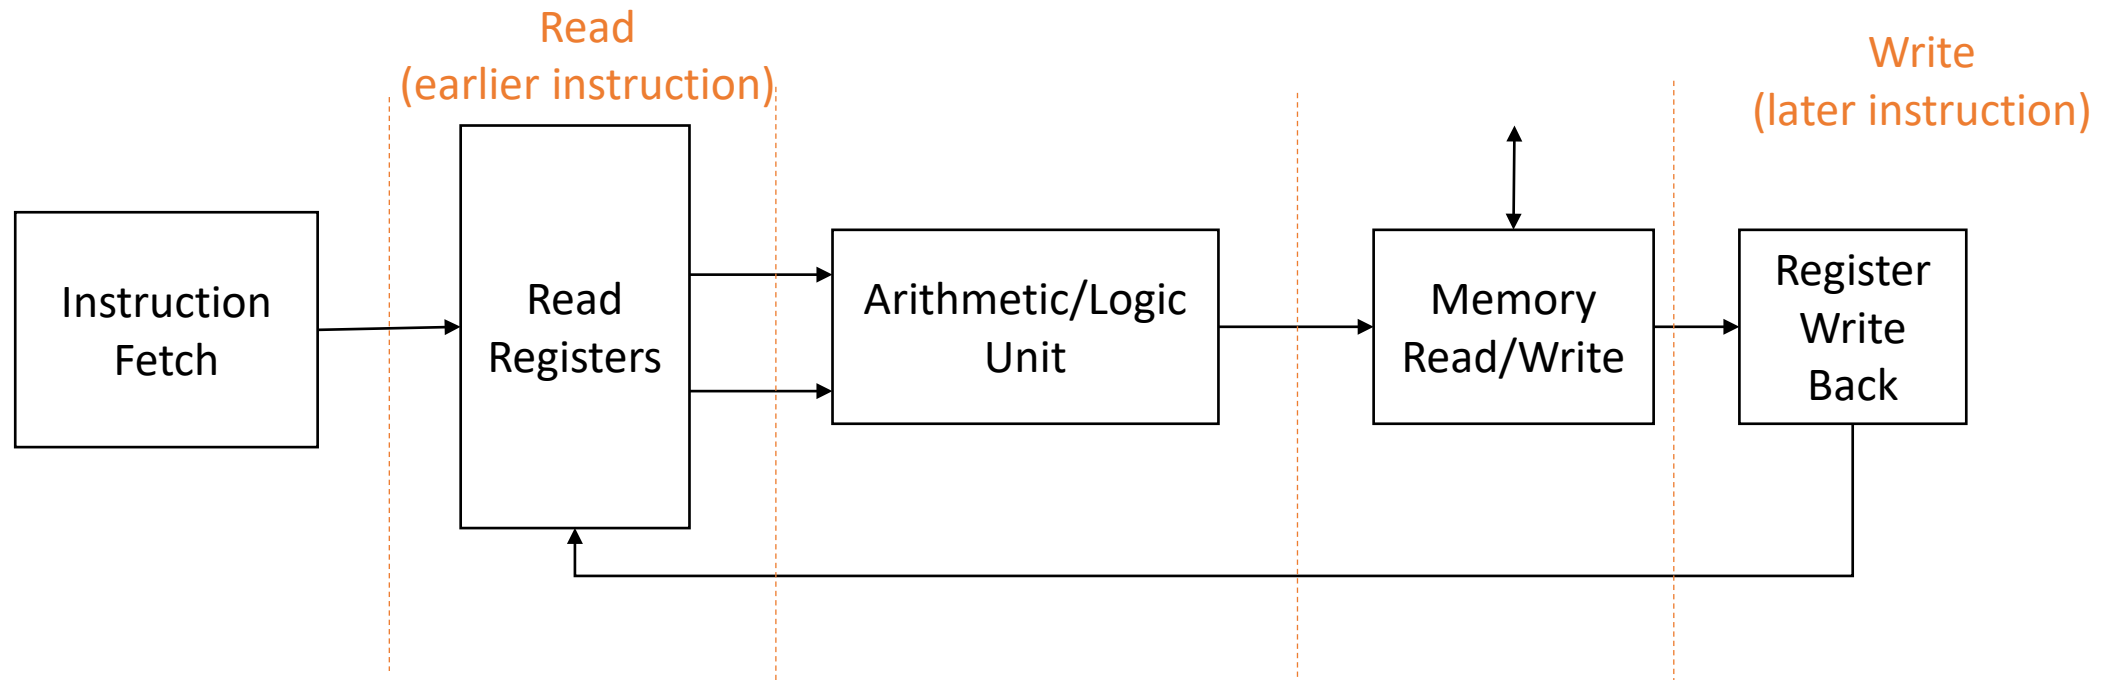 Read
(earlier instruction)
Write
(later instruction)
Instruction
Fetch
Read
Registers
Arithmetic/Logic
Unit
Memory
Read/Write
Register
Write
Back